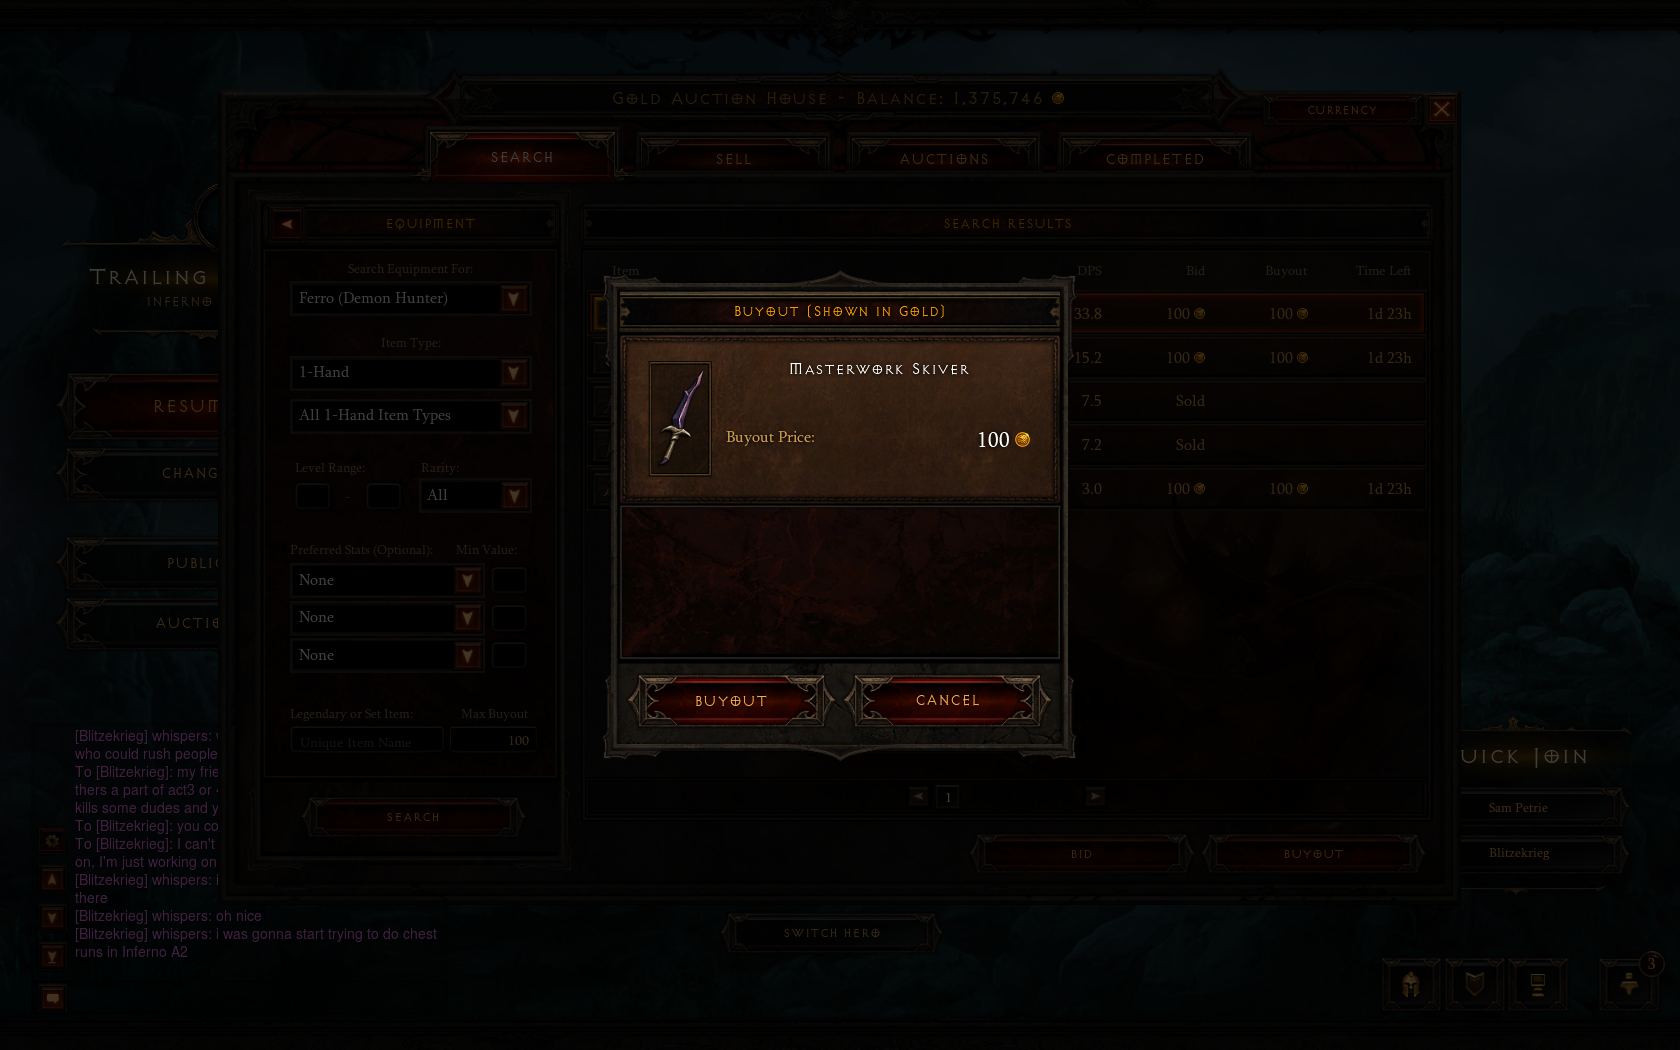 Gold Auction House - Balance: 1,375,746
CURRENCY
SEARCH
SELL
AUCTIONS
COMPLETED
EQUIPMENT
SEARCH RESULTS
Search Equipment For:
Ferro (Demon Hunter)
Item Type:
1-Hand
All 1-Hand Item Types
Level Range:
Rarity:
-
All
Preferred Stats (Optional):
Min Value:
None
None
None
Legendary or Set Item:
Max Buyout
Unique Item Name
100
SEARCH
Item
DPS
Bid
Buyout
Time Left
33.8
100
100
1d 23h
15.2
100
100
1d 23h
7.5
Sold
7.2
Sold
3.0
100
100
1d 23h
Buyout (Shown in Gold)
Masterwork Skiver
Buyout Price:
100
BUYOUT
CANCEL
1
BID
BUYOUT
SWITCH HERO
Trailing
INFERNO
RESUM
CHANG
PUBLIC
AUCTIO
[Blitzekrieg] whispers:
who could rush people
To [Blitzekrieg]: my frie
thers a part of act3 or
kills some dudes and y
To [Blitzekrieg]: you co
To [Blitzekrieg]: I can't
on, I'm just working on
[Blitzekrieg] whispers: i
there
[Blitzekrieg] whispers: oh nice
[Blitzekrieg] whispers: i was gonna start trying to do chest
runs in Inferno A2
uick Join
Sam Petrie
Blitzekrieg
3